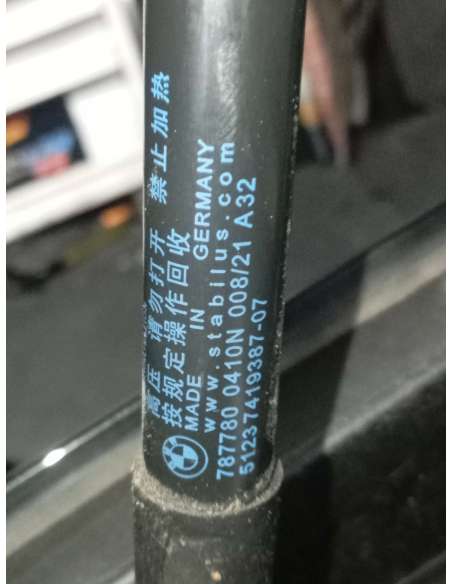 高压 请勿打开 禁止加热
按规定操作回收
MADE IN GERMANY
www.stabilus.com
787780 0410N 008/21 A32
51237419387-07